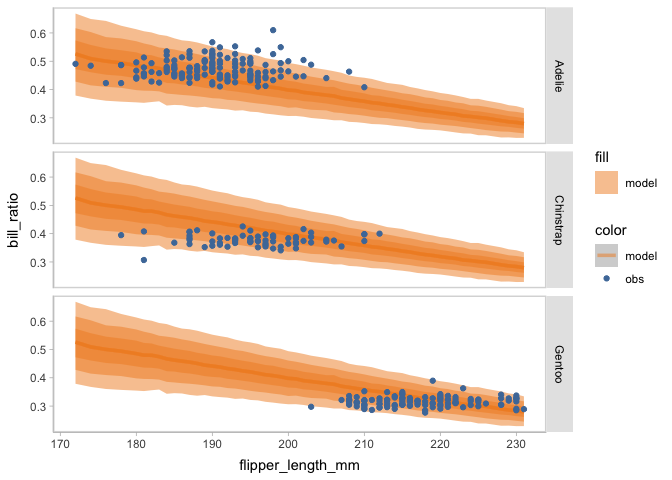 0.6
0.5
0.4
0.3
Adelie
0.6
0.5
0.4
0.3
Chinstrap
0.6
0.5
0.4
0.3
Gentoo
170
180
190
200
210
220
230
flipper_length_mm
bill_ratio
fill
model
color
model
obs